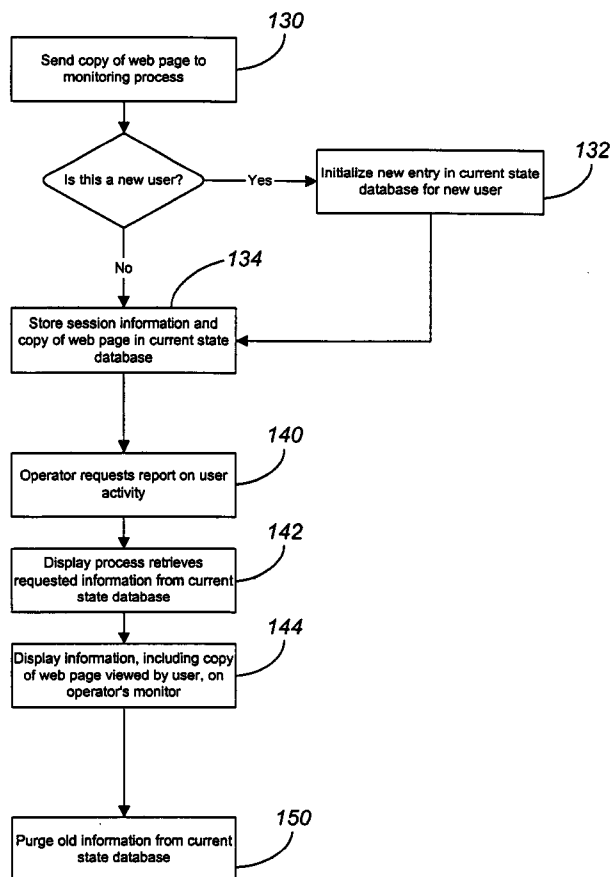 130
Send copy of web page to
monitoring process
Is this a new user?
Yes
132
Initialize new entry in current state
database for new user
No
134
Store session information and
copy of web page in current state
database
140
Operator requests report on user
activity
142
Display process retrieves
requested information from current
state database
144
Display information, including copy
of web page viewed by user, on
operator's monitor
150
Purge old information from current
state database